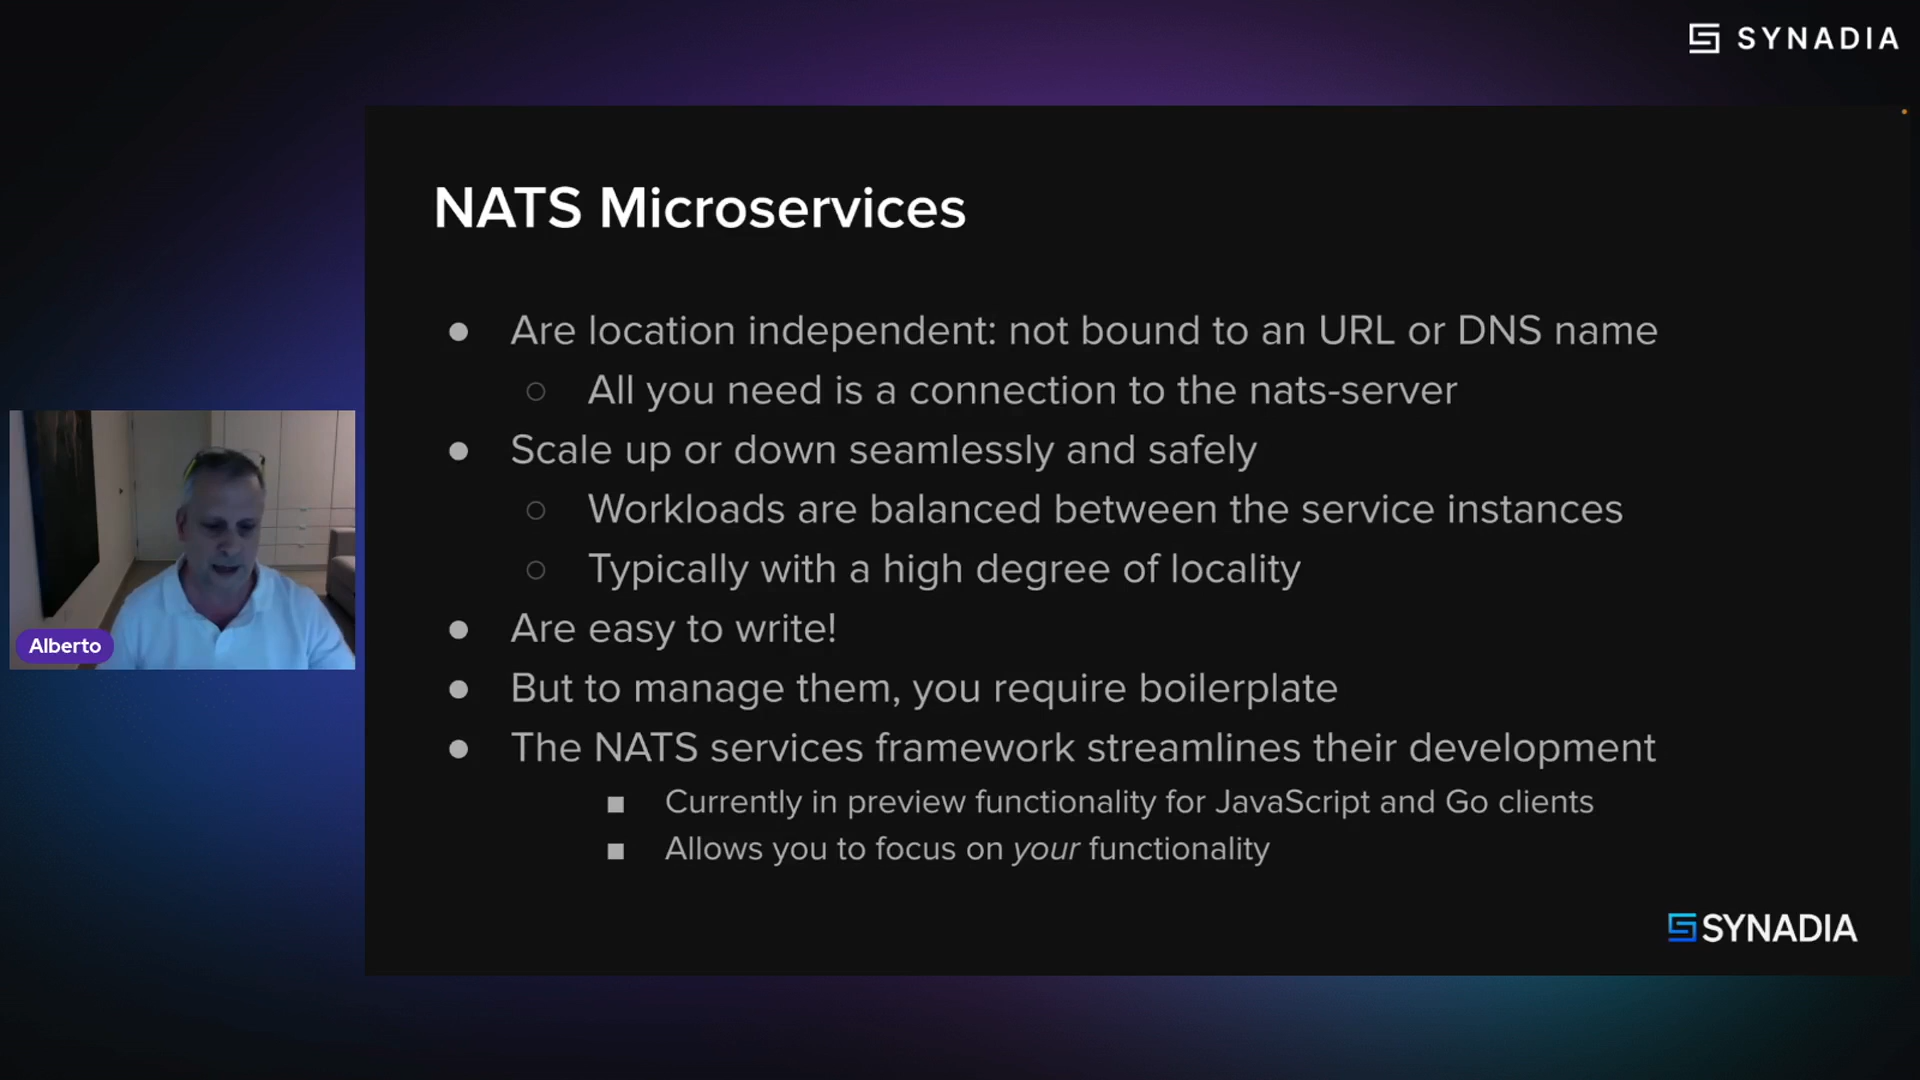 SYNADIA
NATS Microservices
Are location independent: not bound to an URL or DNS name
All you need is a connection to the nats-server
Scale up or down seamlessly and safely
Workloads are balanced between the service instances
Typically with a high degree of locality
Are easy to write!
But to manage them, you require boilerplate
The NATS services framework streamlines their development
Currently in preview functionality for JavaScript and Go clients
Allows you to focus on your functionality
Alberto
SYNADIA